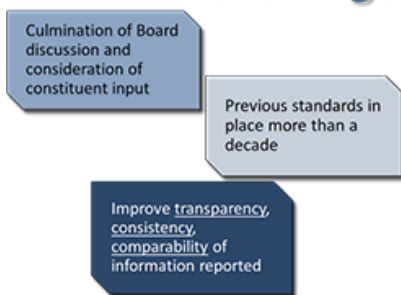 Culmination of Board
discussion and
consideration of
constituent input
Previous standards in
place more than a
decade
Improve transparency,
consistency,
comparability of
information reported